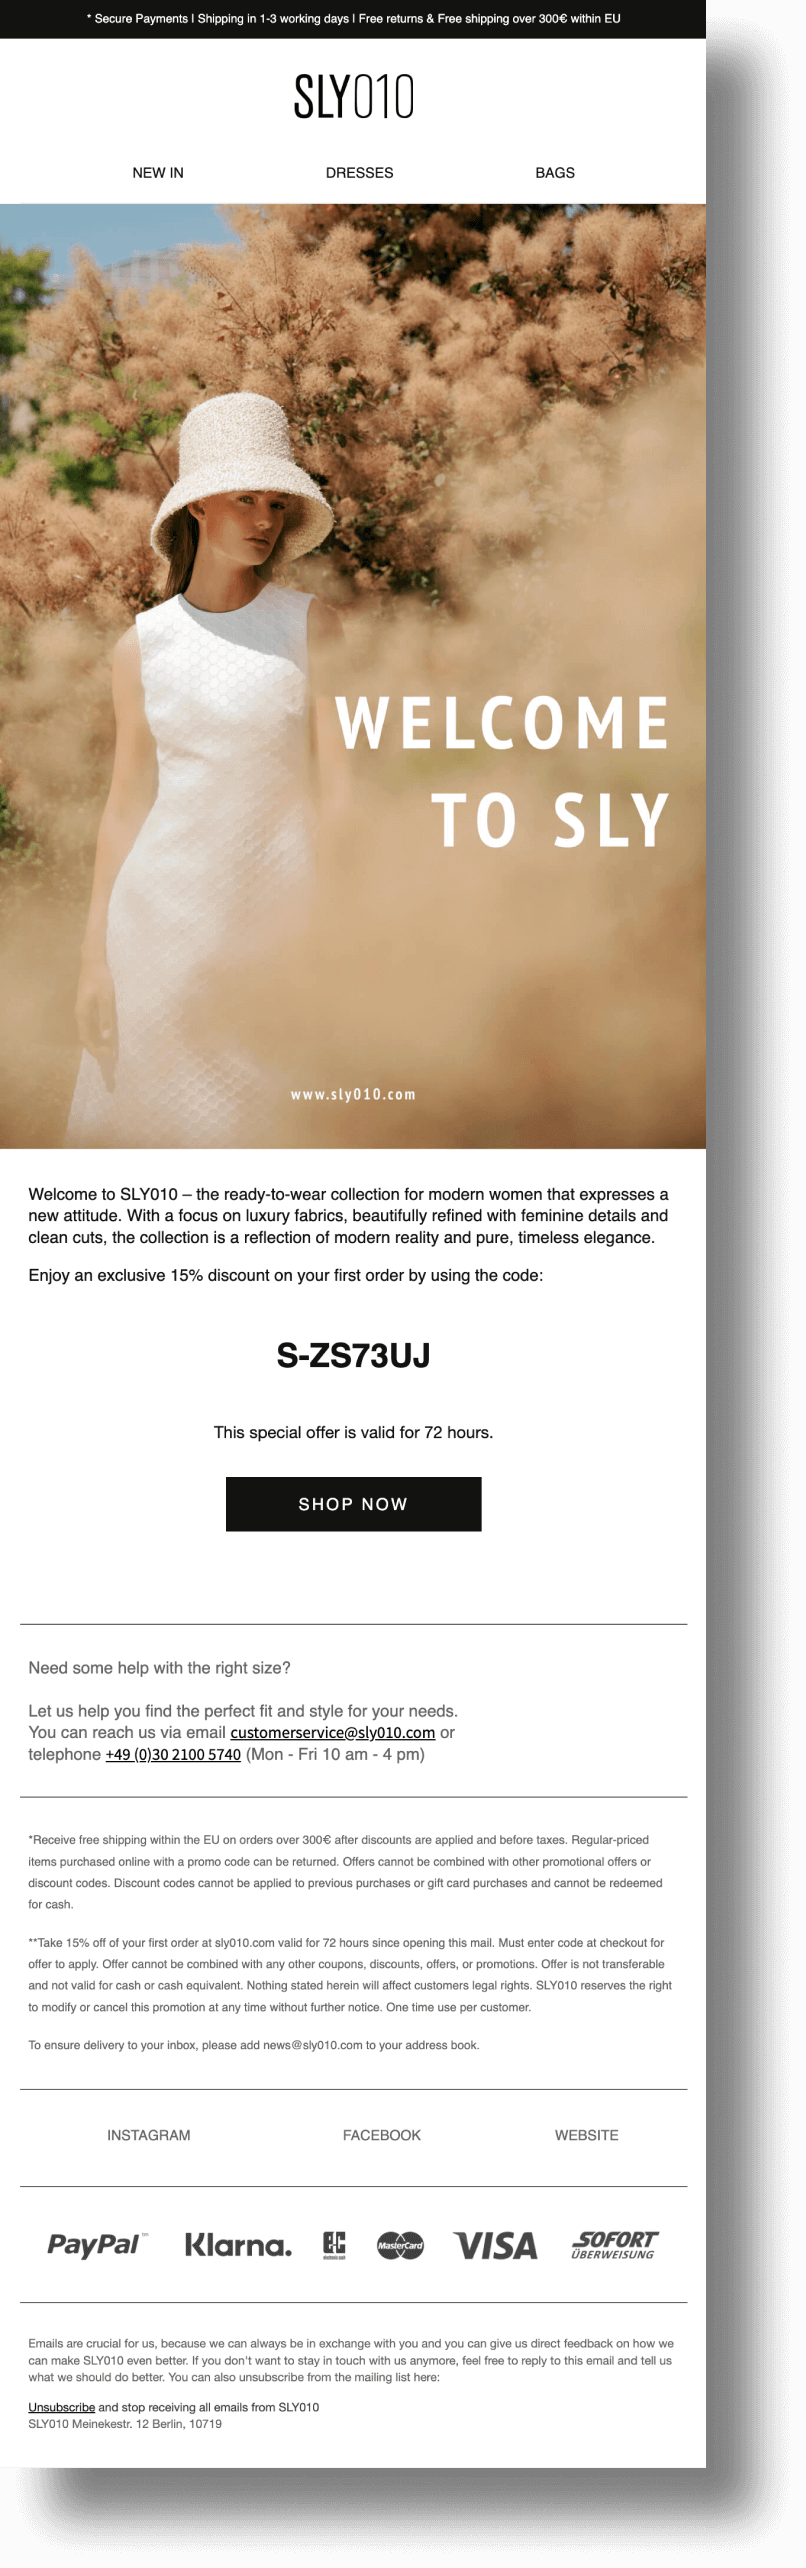 * Secure Payments I Shipping in 1-3 working days I Free returns & Free shipping over 300€ within EU
SLY010
NEW IN DRESSES BAGS
WELCOME
TO SLY
www.sly010.com
Welcome to SLY010 – the ready-to-wear collection for modern women that expresses a
new attitude. With a focus on luxury fabrics, beautifully refined with feminine details and
clean cuts, the collection is a reflection of modern reality and pure, timeless elegance.
Enjoy an exclusive 15% discount on your first order by using the code:
S-ZS73UJ
This special offer is valid for 72 hours.
SHOP NOW
Need some help with the right size?
Let us help you find the perfect fit and style for your needs.
You can reach us via email customerservice@sly010.com or
telephone +49 (0)30 2100 5740 (Mon - Fri 10 am - 4 pm)
*Receive free shipping within the EU on orders over 300€ after discounts are applied and before taxes. Regular-priced
items purchased online with a promo code can be returned. Offers cannot be combined with other promotional offers or
discount codes. Discount codes cannot be applied to previous purchases or gift card purchases and cannot be redeemed
for cash.
**Take 15% off of your first order at sly010.com valid for 72 hours since opening this mail. Must enter code at checkout for
offer to apply. Offer cannot be combined with any other coupons, discounts, offers, or promotions. Offer is not transferable
and not valid for cash or cash equivalent. Nothing stated herein will affect customers legal rights. SLY010 reserves the right
to modify or cancel this promotion at any time without further notice. One time use per customer.
To ensure delivery to your inbox, please add news@sly010.com to your address book.
INSTAGRAM FACEBOOK WEBSITE
PayPal™ Klarna. EC electronic cash MasterCard VISA SOFORT
ÜBERWEISUNG
Emails are crucial for us, because we can always be in exchange with you and you can give us direct feedback on how we
can make SLY010 even better. If you don't want to stay in touch with us anymore, feel free to reply to this email and tell us
what we should do better. You can also unsubscribe from the mailing list here:
Unsubscribe and stop receiving all emails from SLY010
SLY010 Meinekestr. 12 Berlin, 10719